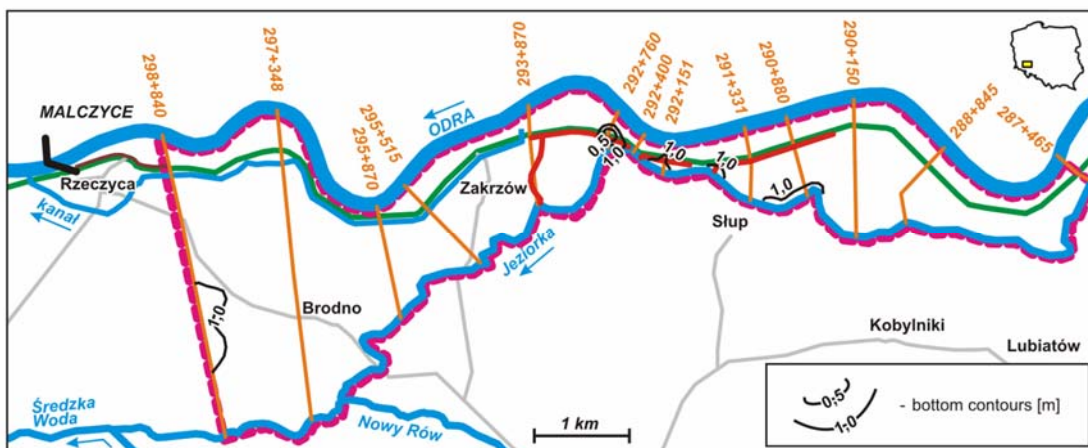 MALCZYCE
298+840
297+348
295+515
295+870
ODRA
293+870
292+760
292+400
292+151
291+331
290+880
290+150
288+845
287+465
Rzeczyca
kanał
Zakrzów
0,5
1,0
1,0
1,0
1,0
Słup
Jeziorka
1,0
Brodno
Kobylniki
Lubiatów
Średzka
Woda
Nowy Rów
1 km
0,5
1,0
- bottom contours [m]